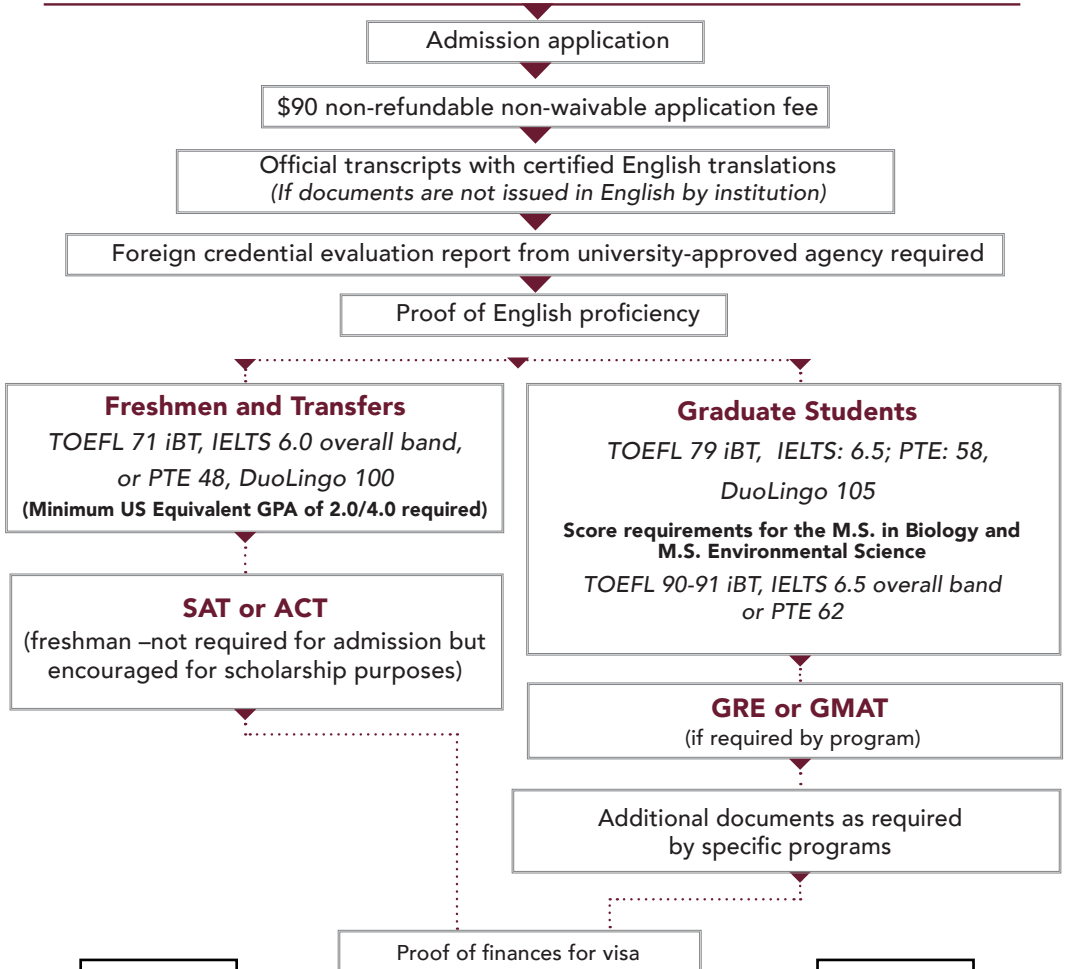 Admission application
$90 non-refundable non-waivable application fee
Official transcripts with certified English translations
(If documents are not issued in English by institution)
Foreign credential evaluation report from university-approved agency required
Proof of English proficiency
Freshmen and Transfers
TOEFL 71 iBT, IELTS 6.0 overall band,
or PTE 48, DuoLingo 100
(Minimum US Equivalent GPA of 2.0/4.0 required)
SAT or ACT
(freshman –not required for admission but
encouraged for scholarship purposes)
Graduate Students
TOEFL 79 iBT, IELTS: 6.5; PTE: 58,
DuoLingo 105
Score requirements for the M.S. in Biology and
M.S. Environmental Science
TOEFL 90-91 iBT, IELTS 6.5 overall band
or PTE 62
GRE or GMAT
(if required by program)
Additional documents as required
by specific programs
Proof of finances for visa